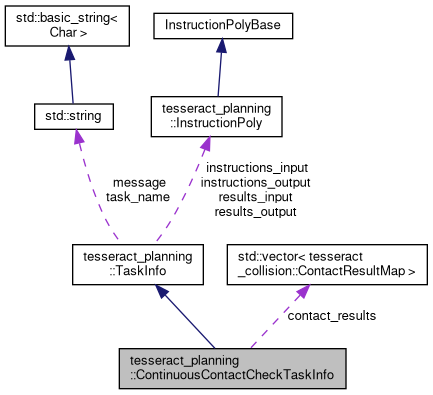 std::basic_string<
Char >
InstructionPolyBase
std::string
tesseract_planning
::InstructionPoly
message
task_name
instructions_input
instructions_output
results_input
results_output
tesseract_planning
::TaskInfo
std::vector< tesseract
_collision::ContactResultMap >
contact_results
tesseract_planning
::ContinuousContactCheckTaskInfo